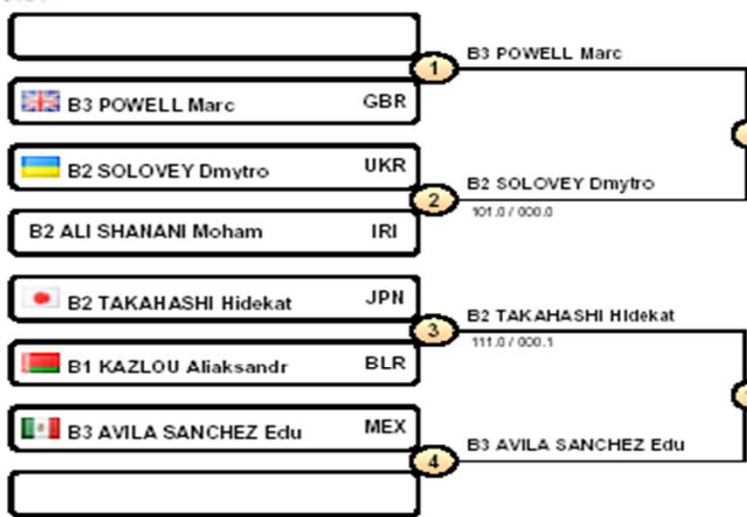 B3 POWELL Marc
1
B3 POWELL Marc GBR
B2 SOLOVEY Dmytro UKR
B2 SOLOVEY Dmytro
2
101.0 / 000.0
B2 ALI SHANANI Moham IRI
B2 TAKAHASHI Hidekat JPN
B2 TAKAHASHI Hidekat
3
111.0 / 000.1
B1 KAZLOU Aliaksandr BLR
B3 AVILA SANCHEZ Edu MEX
B3 AVILA SANCHEZ Edu
4